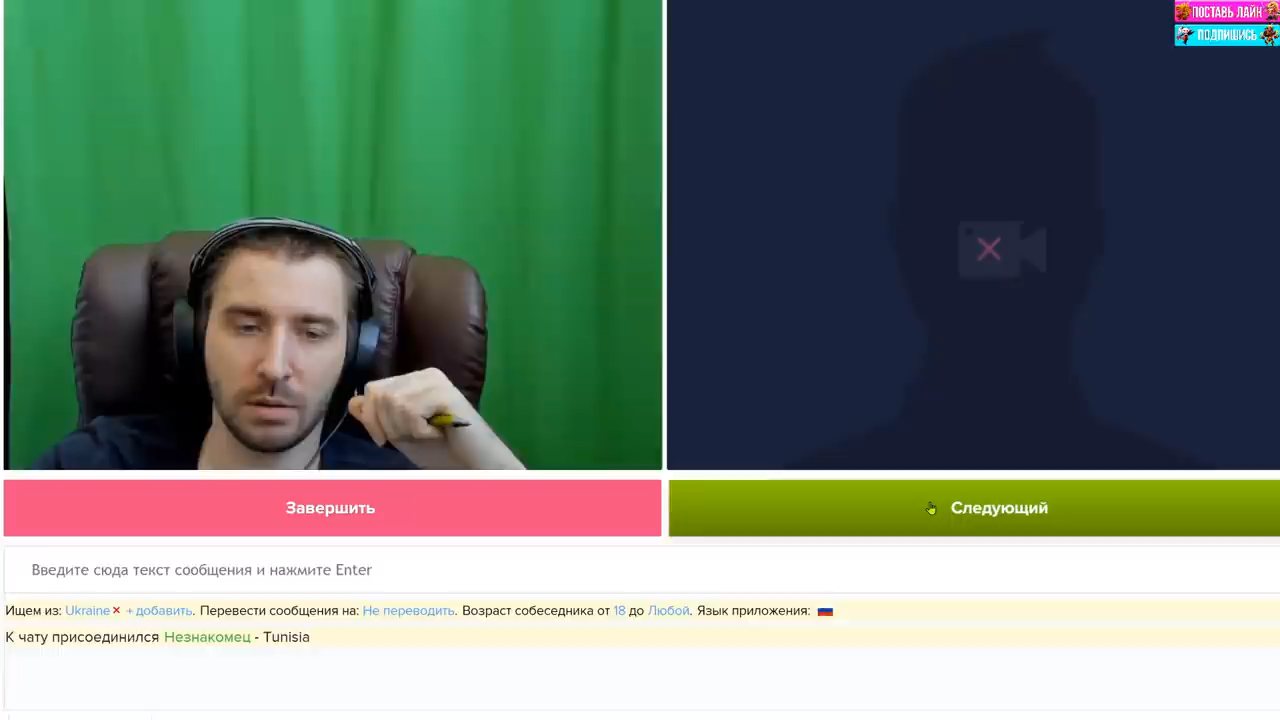 ПОСТАВЬ ЛАЙК
ПОДПИШИСЬ
Завершить
Следующий
Введите сюда текст сообщения и нажмите Enter
Ищем из: Ukraine × + добавить. Перевести сообщения на: Не переводить. Возраст собеседника от 18 до Любой. Язык приложения:
К чату присоединился Незнакомец - Tunisia